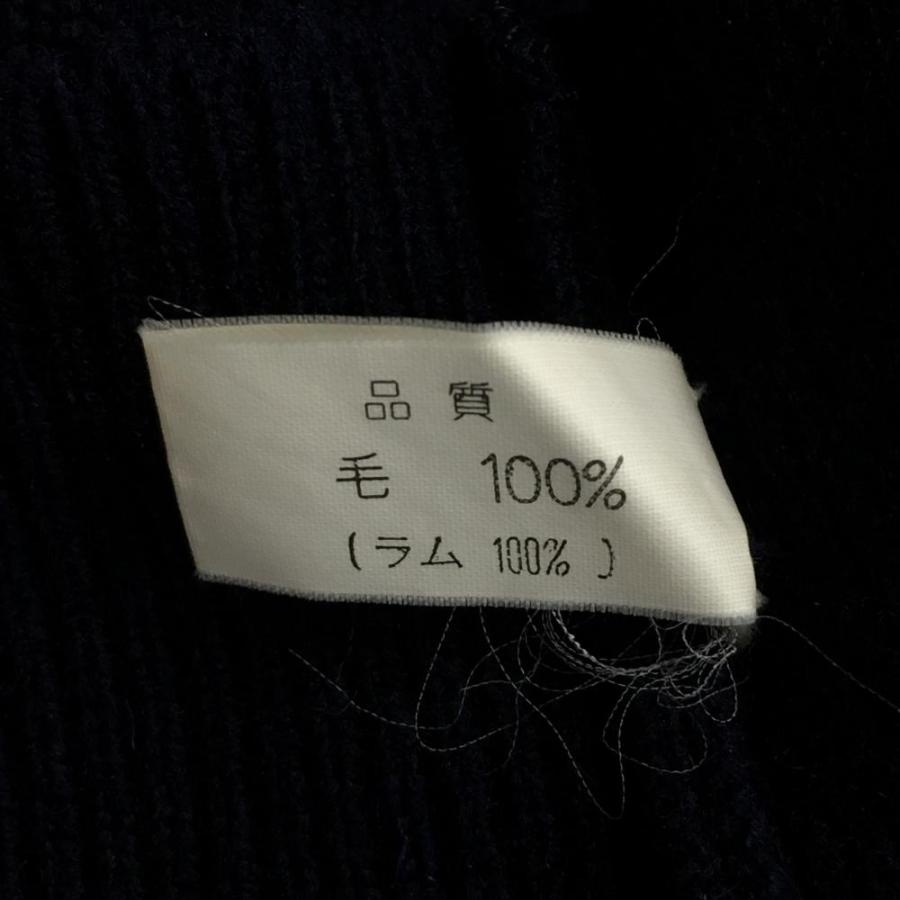 品 質
毛 100%
(ラム 100% )